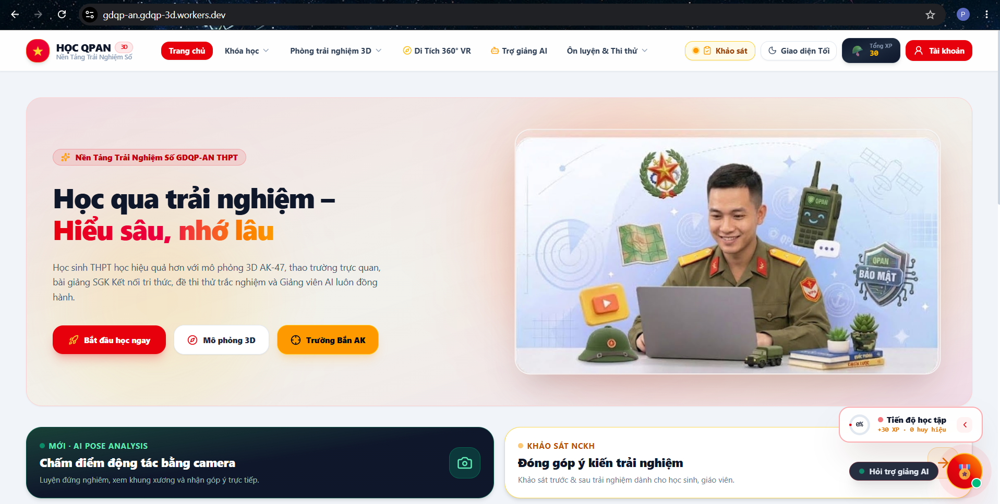 gdqp-an.gdqp-3d.workers.dev
P
HỌC QPAN 3D
Nền Tảng Trải Nghiệm Số
Trang chủ
Khóa học
Phòng trải nghiệm 3D
Di Tích 360° VR
Trợ giảng AI
Ôn luyện & Thi thử
Khảo sát
Giao diện Tối
Tổng XP
30
Tài khoản
Nền Tảng Trải Nghiệm Số GDQP-AN THPT
Học qua trải nghiệm –
Hiểu sâu, nhớ lâu
Học sinh THPT học hiệu quả hơn với mô phỏng 3D AK-47, thao trường trực quan,
bài giảng SGK Kết nối tri thức, đề thi thử trắc nghiệm và Giảng viên AI luôn đồng
hành.
Bắt đầu học ngay
Mô phỏng 3D
Trường Bắn AK
QPAN
QPAN
BẢO MẬT
VPA
MỚI · AI POSE ANALYSIS
Chấm điểm động tác bằng camera
Luyện đứng nghiêm, xem khung xương và nhận góp ý trực tiếp.
KHẢO SÁT NCKH
Đóng góp ý kiến trải nghiệm
Khảo sát trước & sau trải nghiệm dành cho học sinh, giáo viên.
0%
Tiến độ học tập
+30 XP · 0 huy hiệu
Hỏi trợ giảng AI